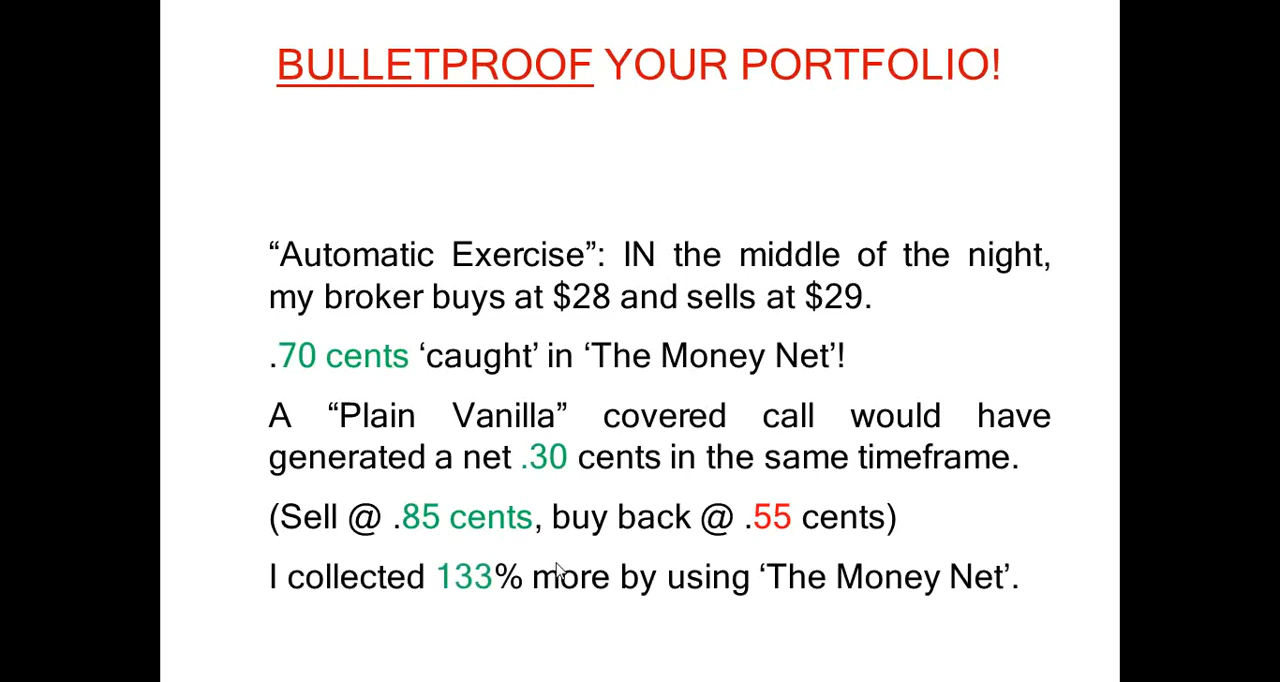 BULLETPROOF YOUR PORTFOLIO!
“Automatic Exercise”: IN the middle of the night,
my broker buys at $28 and sells at $29.
.70 cents ‘caught’ in ‘The Money Net’!
A “Plain Vanilla” covered call would have
generated a net .30 cents in the same timeframe.
(Sell @ .85 cents, buy back @ .55 cents)
I collected 133% more by using ‘The Money Net’.